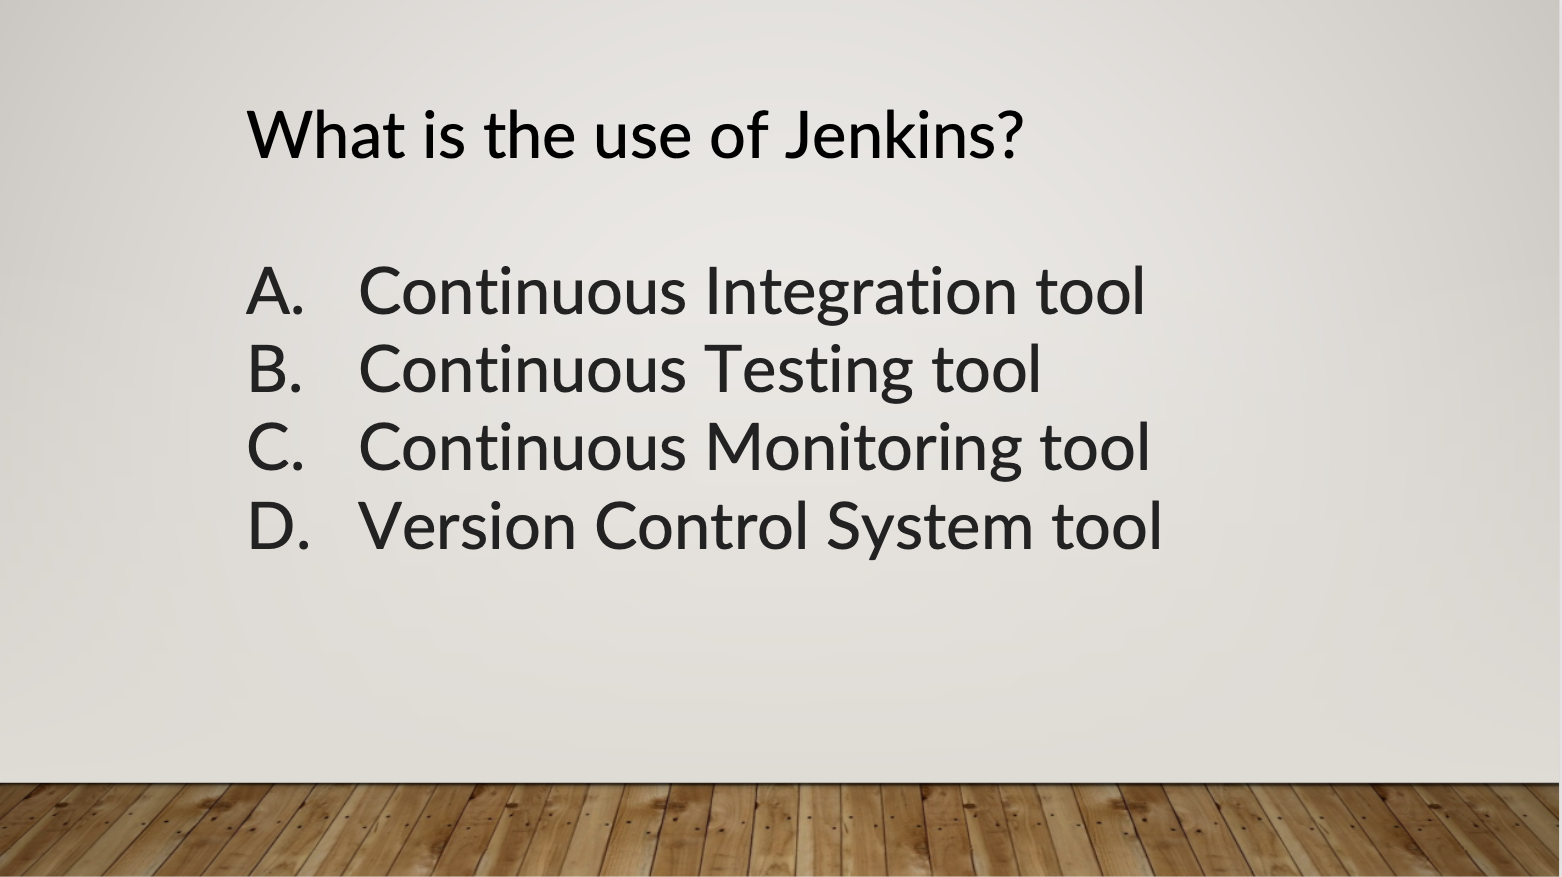 What is the use of Jenkins?
A. Continuous Integration tool
B. Continuous Testing tool
C. Continuous Monitoring tool
D. Version Control System tool